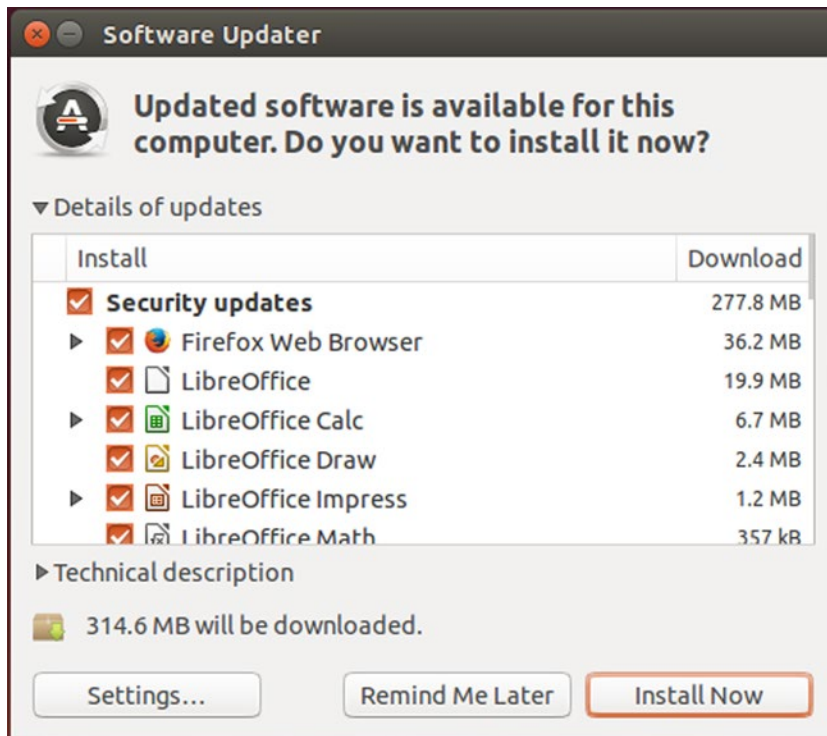 Software Updater
Updated software is available for this
computer. Do you want to install it now?
Details of updates
Install Download
Security updates 277.8 MB
Firefox Web Browser 36.2 MB
LibreOffice 19.9 MB
LibreOffice Calc 6.7 MB
LibreOffice Draw 2.4 MB
LibreOffice Impress 1.2 MB
LibreOffice Math 357 kB
Technical description
314.6 MB will be downloaded.
Settings... Remind Me Later Install Now